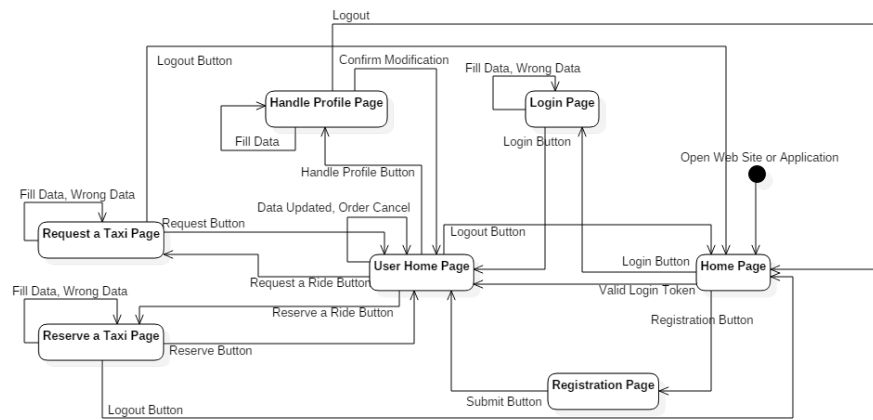 Logout
Logout Button
Confirm Modification
Fill Data, Wrong Data
Handle Profile Page
Login Page
Fill Data
Login Button
Handle Profile Button
Open Web Site or Application
Fill Data, Wrong Data
Request a Taxi Page
Request Button
Data Updated, Order Cancel
Logout Button
User Home Page
Login Button
Home Page
Request a Ride Button
Valid Login Token
Fill Data, Wrong Data
Reserve a Ride Button
Registration Button
Reserve a Taxi Page
Reserve Button
Registration Page
Submit Button
Logout Button